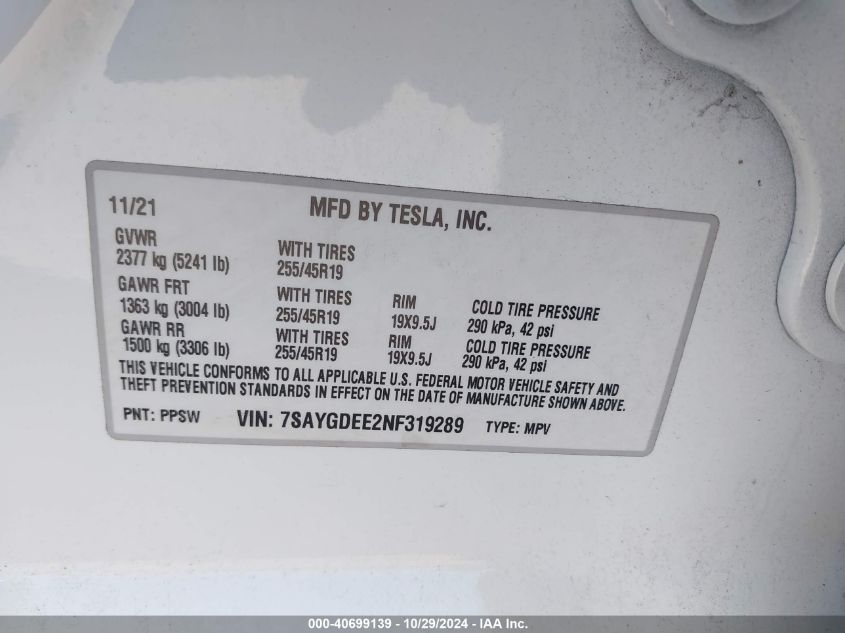 11/21 MFD BY TESLA, INC.
GVWR
2377 kg (5241 lb) WITH TIRES 255/45R19
GAWR FRT
1363 kg (3004 lb) WITH TIRES 255/45R19 RIM 19X9.5J COLD TIRE PRESSURE 290 kPa, 42 psi
GAWR RR
1500 kg (3306 lb) WITH TIRES 255/45R19 RIM 19X9.5J COLD TIRE PRESSURE 290 kPa, 42 psi
THIS VEHICLE CONFORMS TO ALL APPLICABLE U.S. FEDERAL MOTOR VEHICLE SAFETY AND
THEFT PREVENTION STANDARDS IN EFFECT ON THE DATE OF MANUFACTURE SHOWN ABOVE.
PNT: PPSW VIN: 7SAYGDEE2NF319289 TYPE: MPV
000-40699139 - 10/29/2024 - IAA Inc.